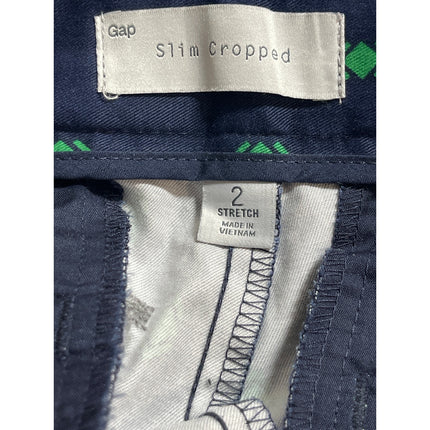 Gap
Slim Cropped
2
STRETCH
MADE IN
VIETNAM